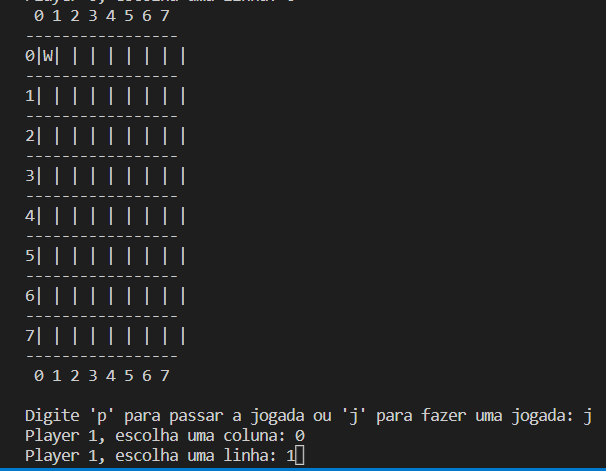 0 1 2 3 4 5 6 7
-----------------
0|W| | | | | | | |
-----------------
1| | | | | | | | |
-----------------
2| | | | | | | | |
-----------------
3| | | | | | | | |
-----------------
4| | | | | | | | |
-----------------
5| | | | | | | | |
-----------------
6| | | | | | | | |
-----------------
7| | | | | | | | |
-----------------
0 1 2 3 4 5 6 7
Digite 'p' para passar a jogada ou 'j' para fazer uma jogada: j
Player 1, escolha uma coluna: 0
Player 1, escolha uma linha: 1